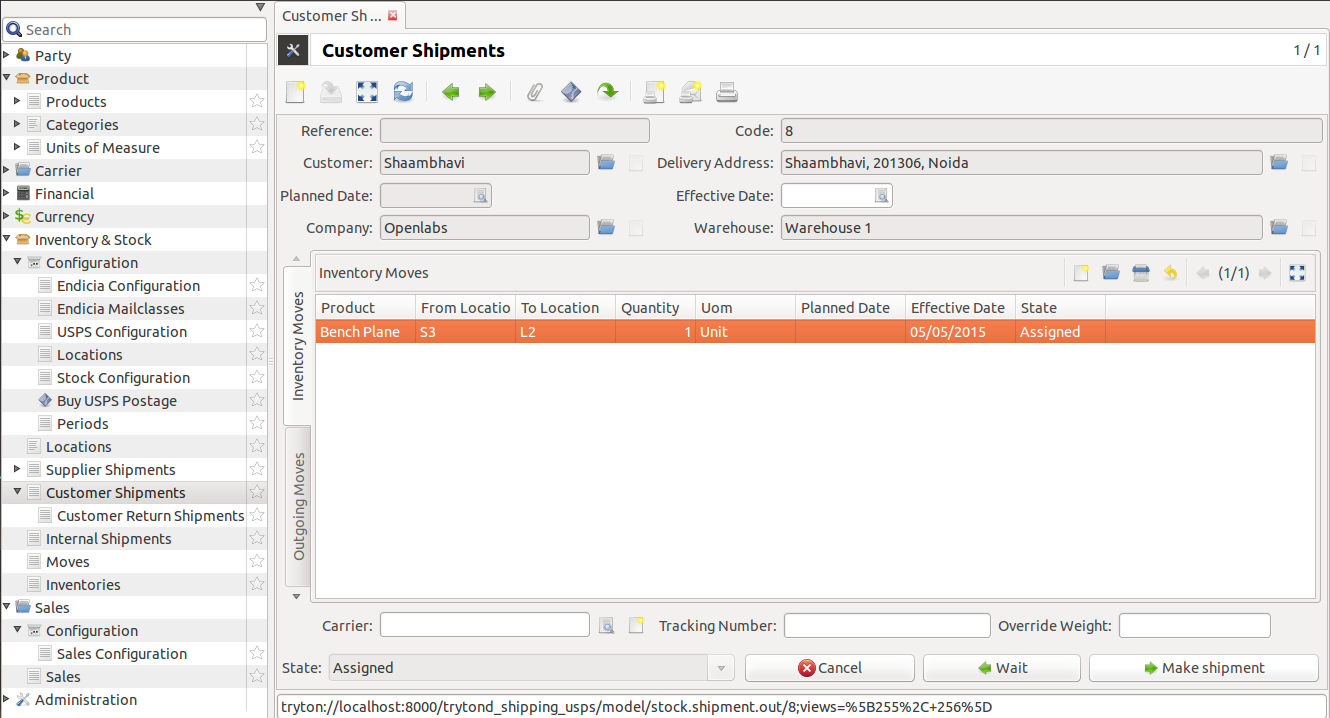 Search
Party
Product
Products
Categories
Units of Measure
Carrier
Financial
Currency
Inventory & Stock
Configuration
Endicia Configuration
Endicia Mailclasses
USPS Configuration
Locations
Stock Configuration
Buy USPS Postage
Periods
Locations
Supplier Shipments
Customer Shipments
Customer Return Shipments
Internal Shipments
Moves
Inventories
Sales
Configuration
Sales Configuration
Sales
Administration
Customer Sh ...
Customer Shipments 1 / 1
Reference: Code: 8
Customer: Shaambhavi Delivery Address: Shaambhavi, 201306, Noida
Planned Date: Effective Date:
Company: Openlabs Warehouse: Warehouse 1
Inventory Moves
Outgoing Moves
Inventory Moves (1/1)
Product From Locatio To Location Quantity Uom Planned Date Effective Date State
Bench Plane S3 L2 1 Unit 05/05/2015 Assigned
Carrier: Tracking Number: Override Weight:
State: Assigned Cancel Wait Make shipment
tryton://localhost:8000/trytond_shipping_usps/model/stock.shipment.out/8;views=%5B255%2C+256%5D